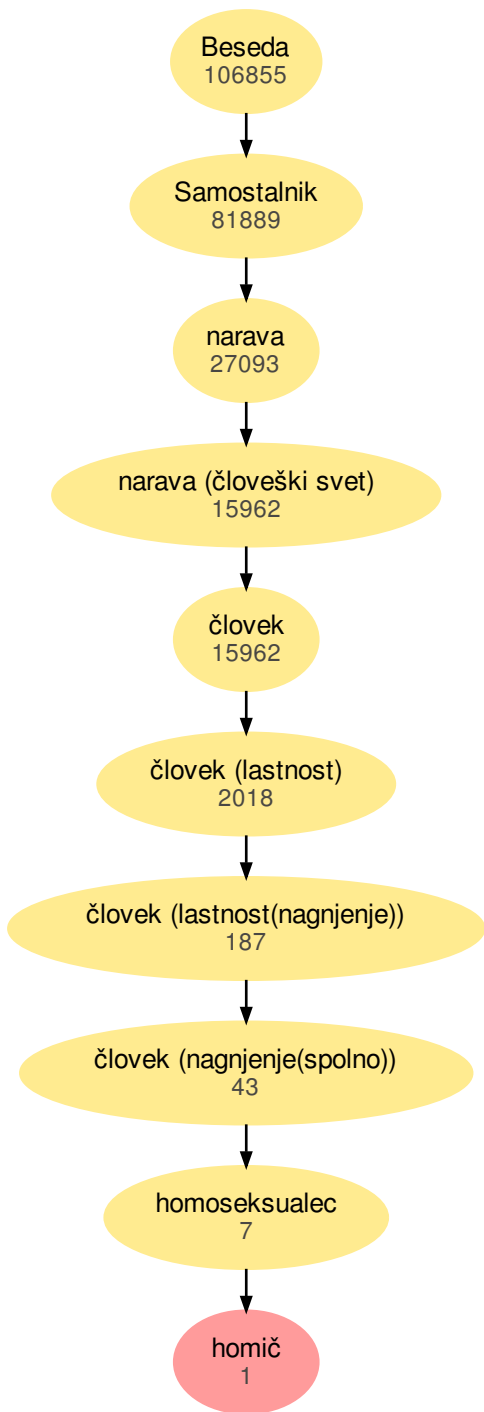 Beseda
106855
Samostalnik
81889
narava
27093
narava (človeški svet)
15962
človek
15962
človek (lastnost)
2018
človek (lastnost(nagnjenje))
187
človek (nagnjenje(spolno))
43
homoseksualec
7
homič
1